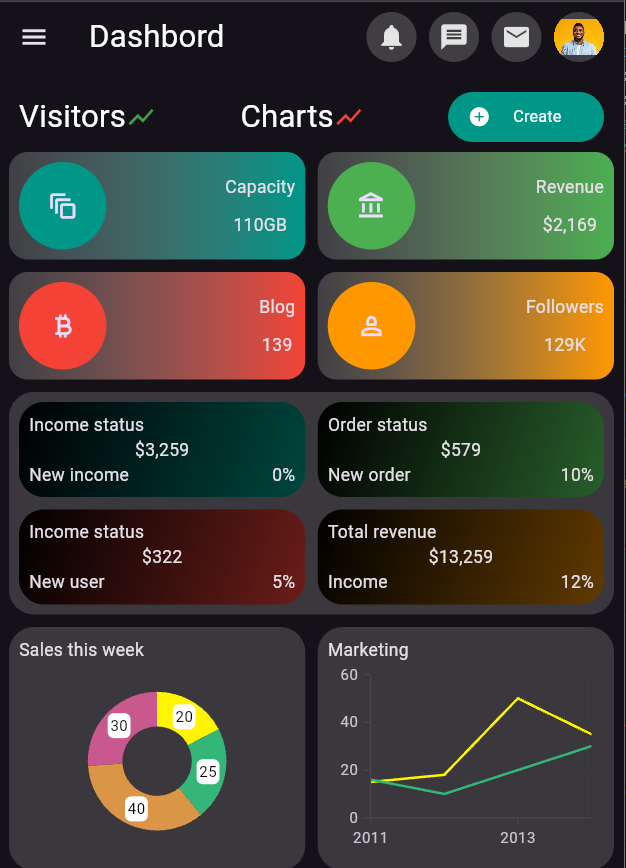 Dashbord
Visitors
Charts
Create
Capacity
110GB
Revenue
$2,169
Blog
139
Followers
129K
Income status
$3,259
New income 0%
Order status
$579
New order 10%
Income status
$322
New user 5%
Total revenue
$13,259
Income 12%
Sales this week
30
20
25
40
Marketing
60
40
20
0
2011 2013